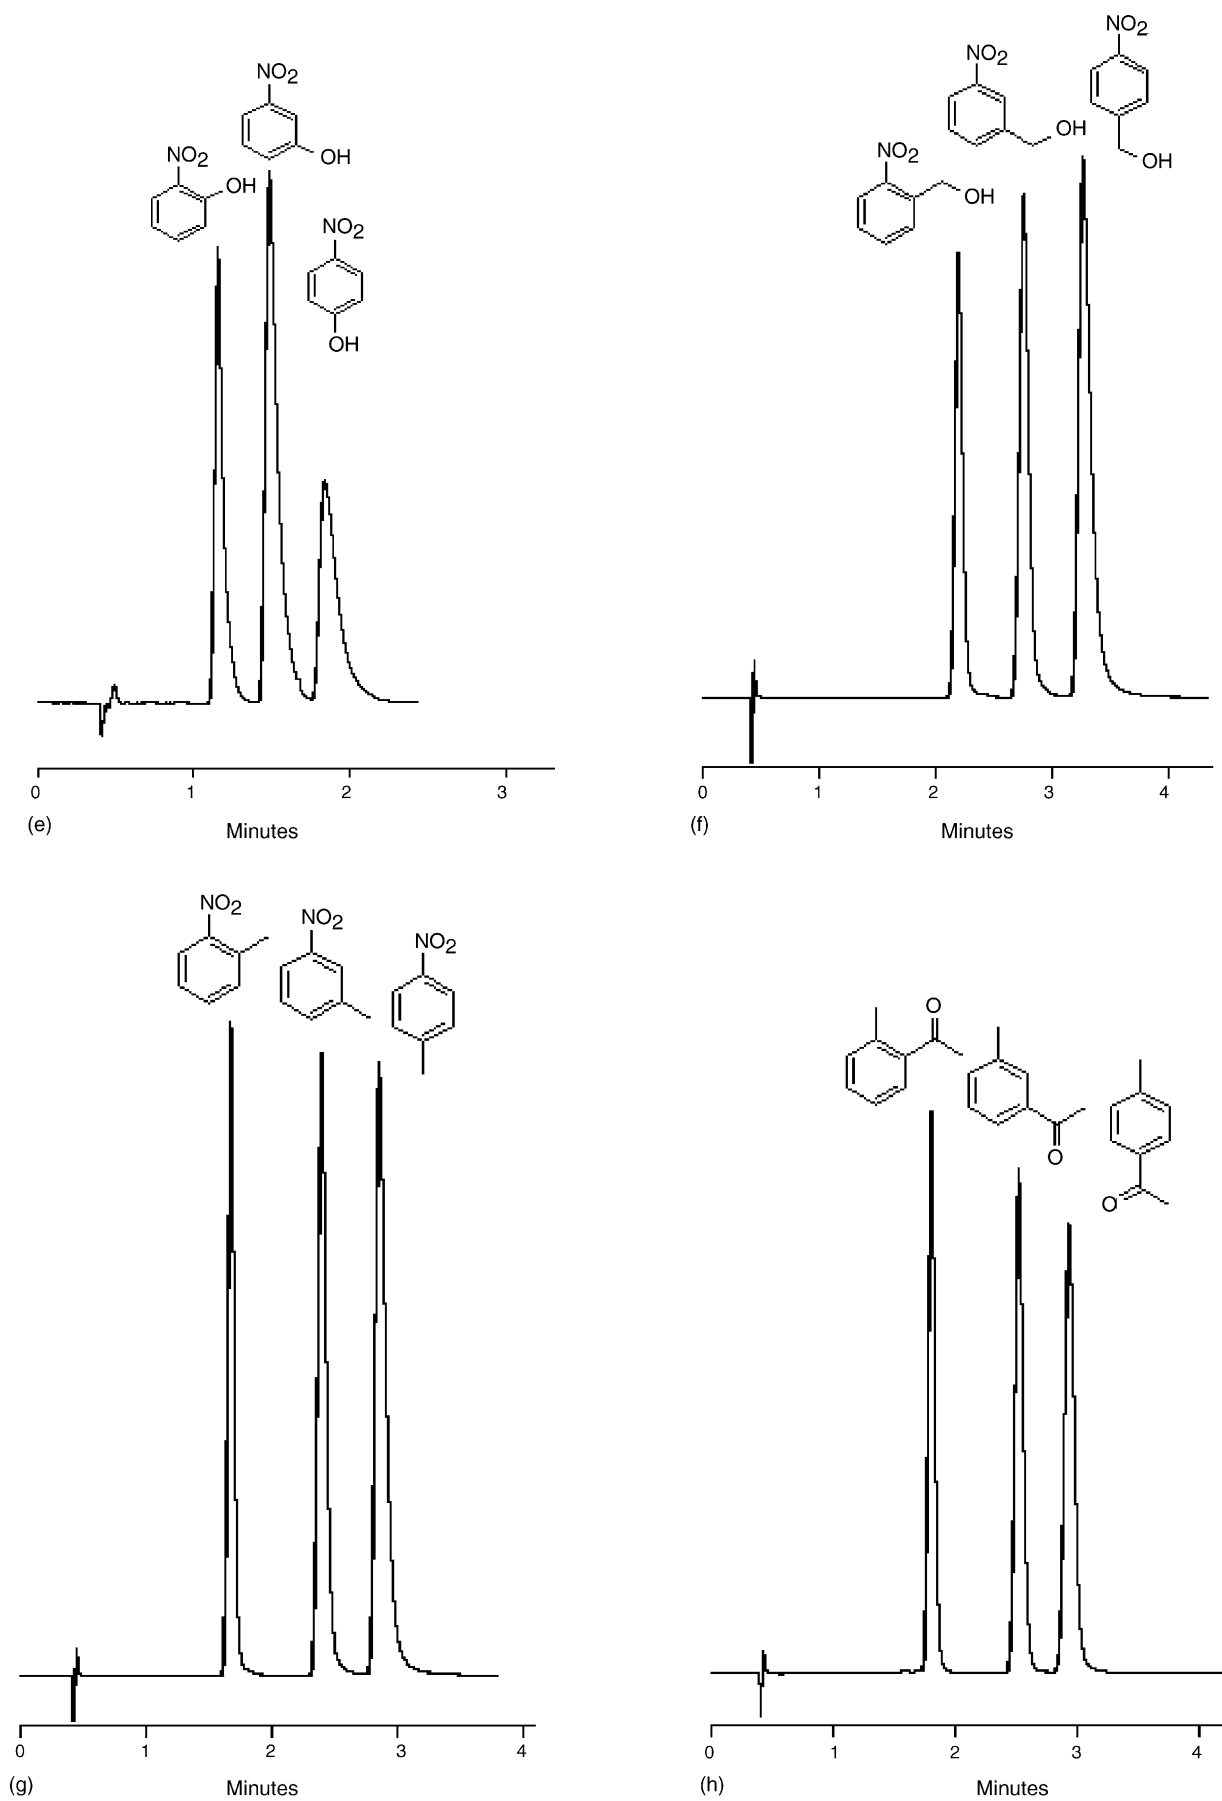 NO2
OH
NO2
OH
NO2
OH
0 1 2 3
(e)
Minutes
NO2
OH
NO2
OH
NO2
OH
0 1 2 3 4
(f)
Minutes
NO2
NO2
NO2
0 1 2 3 4
(g)
Minutes
O
O
O
0 1 2 3 4
(h)
Minutes